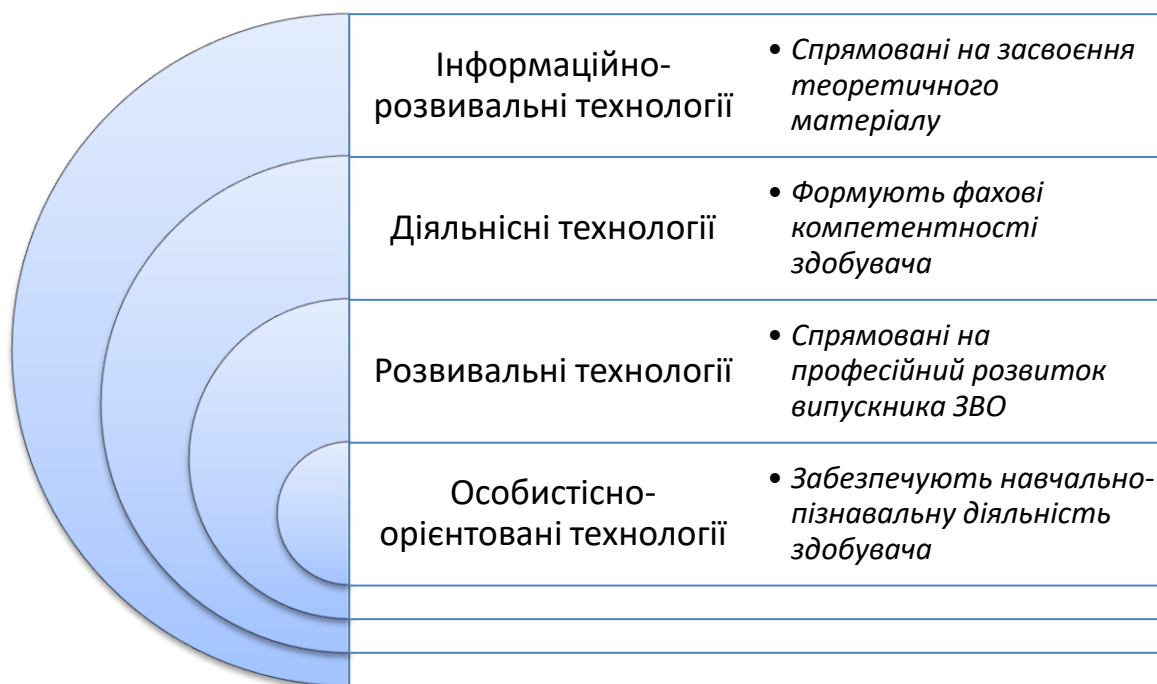 Інформаційно-
розвивальні технології
• Спрямовані на засвоєння
теоретичного
матеріалу
Діяльнісні технології
• Формують фахові
компетентності
здобувача
Розвивальні технології
• Спрямовані на
професійний розвиток
випускника ЗВО
Особистісно-
орієнтовані технології
• Забезпечують навчально-
пізнавальну діяльність
здобувача